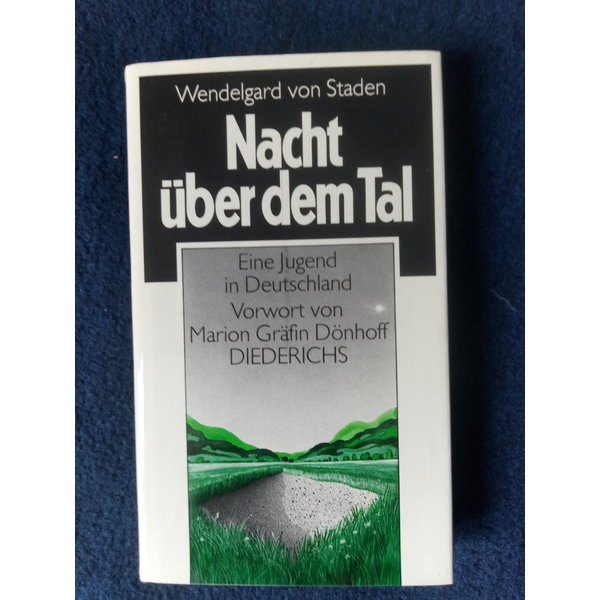 Wendelgard von Staden
Nacht
über dem Tal
Eine Jugend
in Deutschland
Vorwort von
Marion Gräfin Dönhoff
DIEDERICHS